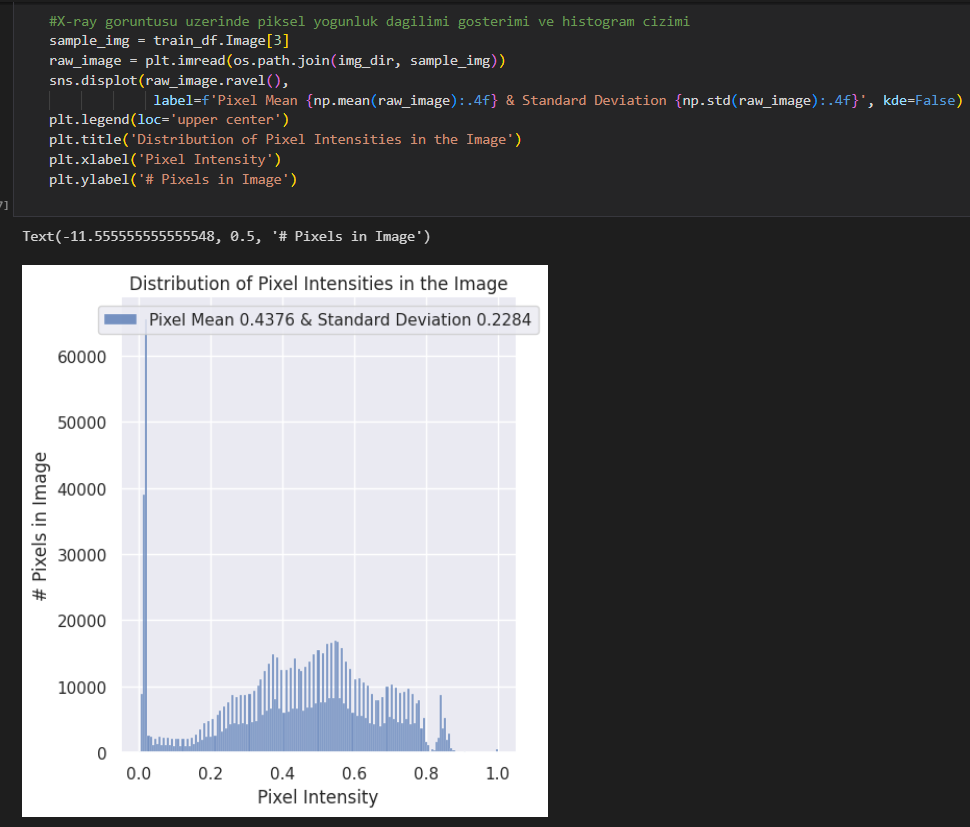 #X-ray goruntusu uzerinde piksel yogunluk dagilimi gosterimi ve histogram cizimi
sample_img = train_df.Image[3]
raw_image = plt.imread(os.path.join(img_dir, sample_img))
sns.displot(raw_image.ravel(),
label=f'Pixel Mean {np.mean(raw_image):.4f} & Standard Deviation {np.std(raw_image):.4f}', kde=False)
plt.legend(loc='upper center')
plt.title('Distribution of Pixel Intensities in the Image')
plt.xlabel('Pixel Intensity')
plt.ylabel('# Pixels in Image')
Text(-11.555555555555548, 0.5, '# Pixels in Image')
Distribution of Pixel Intensities in the Image
Pixel Mean 0.4376 & Standard Deviation 0.2284
60000
50000
40000
30000
20000
10000
0
# Pixels in Image
0.0 0.2 0.4 0.6 0.8 1.0
Pixel Intensity